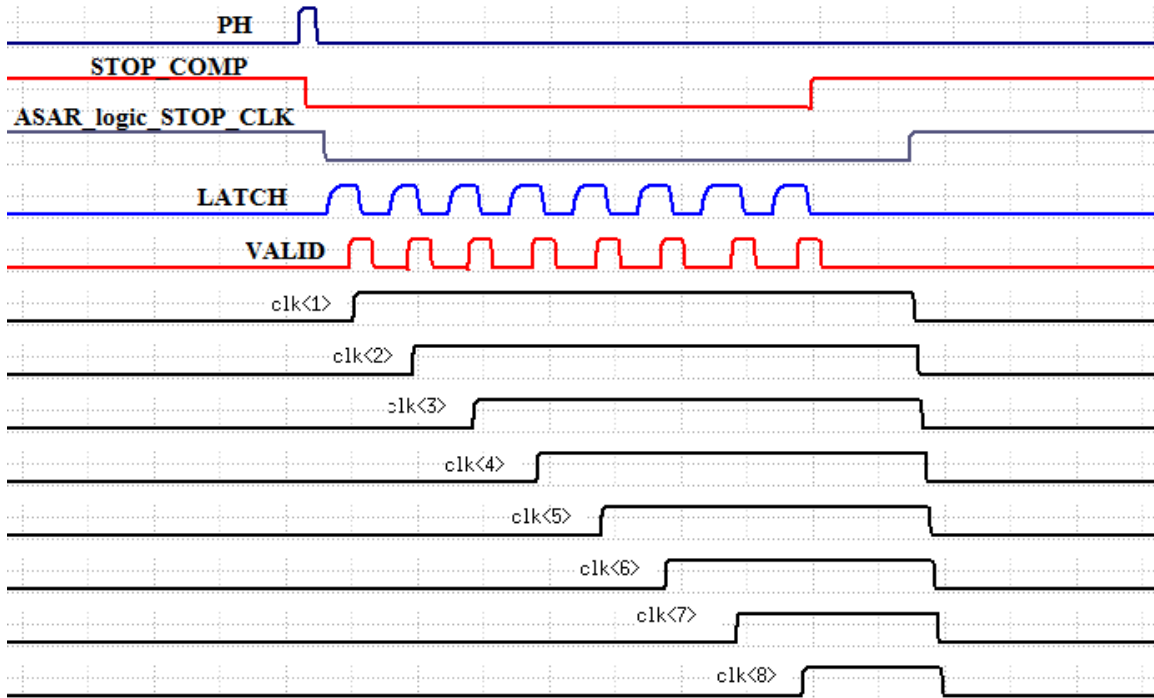 PH
STOP_COMP
ASAR_logic_STOP_CLK
LATCH
VALID
clk<1>
clk<2>
clk<3>
clk<4>
clk<5>
clk<6>
clk<7>
clk<8>